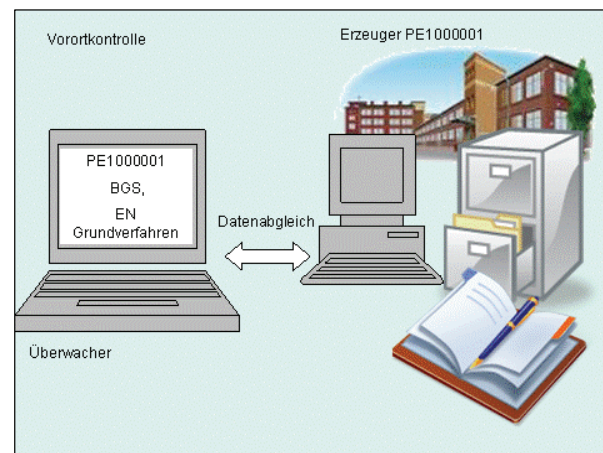 Vorortkontrolle
Erzeuger PE1000001
PE1000001
BGS,
EN
Grundverfahren
Datenabgleich
Überwacher